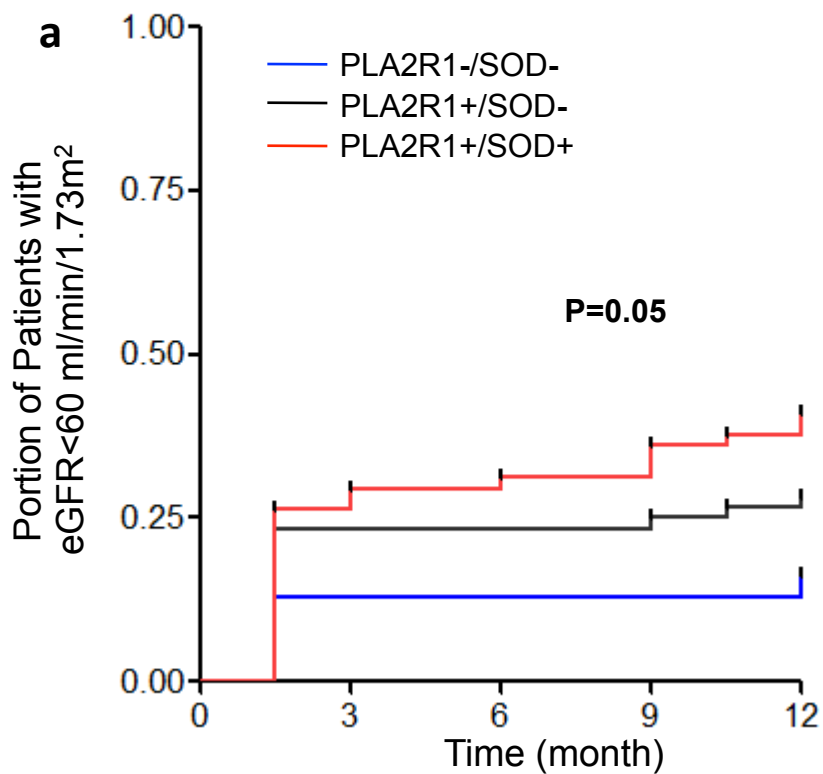 a
PLA2R1-/SOD-
PLA2R1+/SOD-
PLA2R1+/SOD+
P=0.05
Portion of Patients with
eGFR<60 ml/min/1.73m²
1.00
0.75
0.50
0.25
0.00
0 3 6 9 12
Time (month)